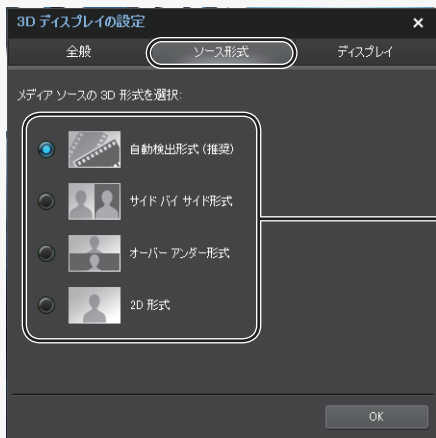 3D ディスプレイの設定
全般 ソース形式 ディスプレイ
メディア ソースの 3D 形式を選択:
自動検出形式 (推奨)
サイド バイ サイド形式
オーバー アンダー形式
2D 形式
OK